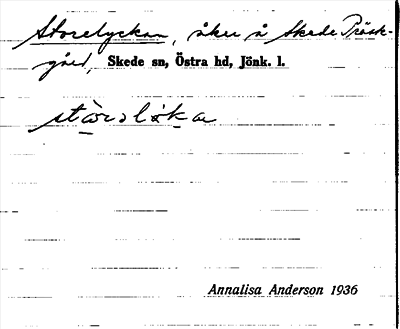 Storelyckan, åker å Skede Präst-
gård, Skede sn, Östra hd, Jönk. l.
Annalisa Anderson 1936